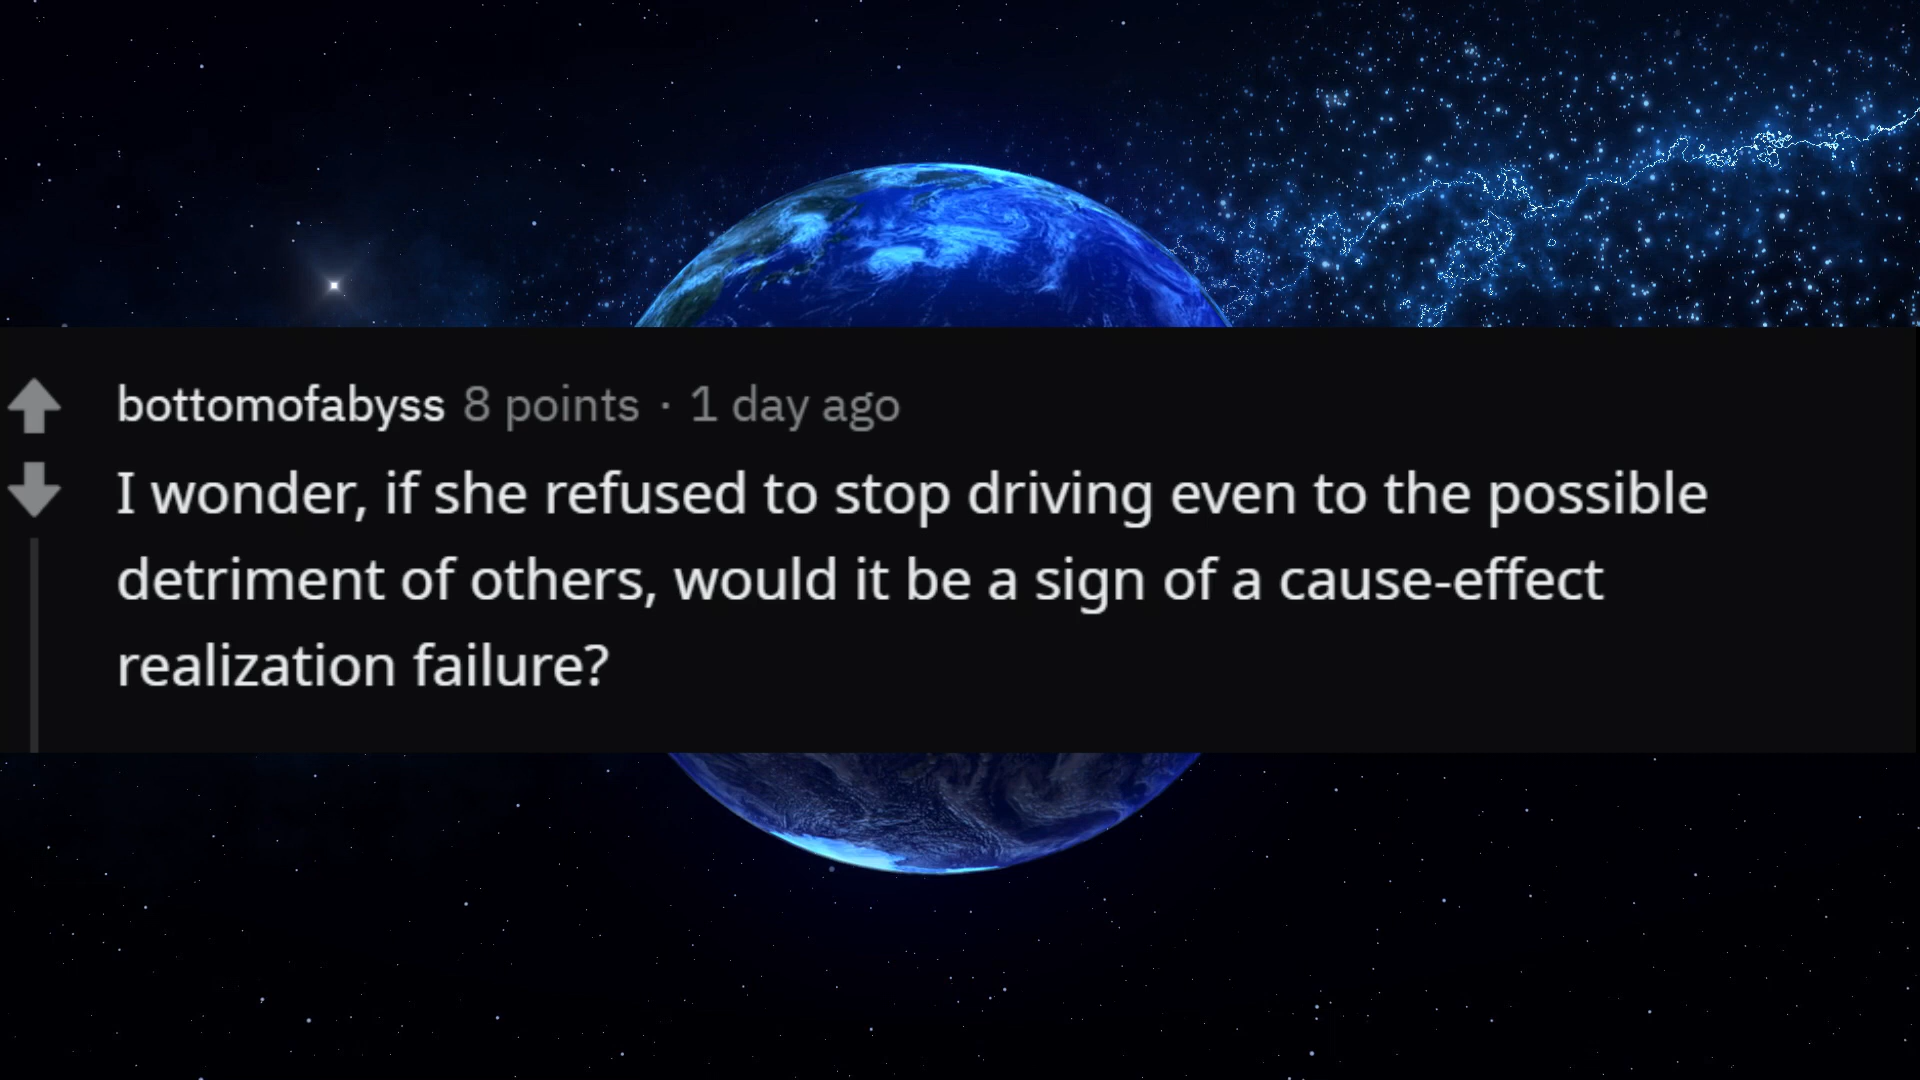 bottomofabyss 8 points · 1 day ago
I wonder, if she refused to stop driving even to the possible
detriment of others, would it be a sign of a cause-effect
realization failure?